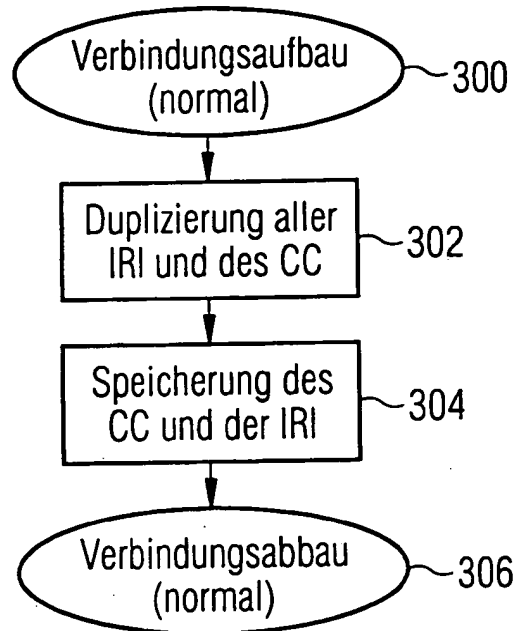 Verbindungsaufbau
(normal)
300
Duplizierung aller
IRI und des CC
302
Speicherung des
CC und der IRI
304
Verbindungsabbau
(normal)
306